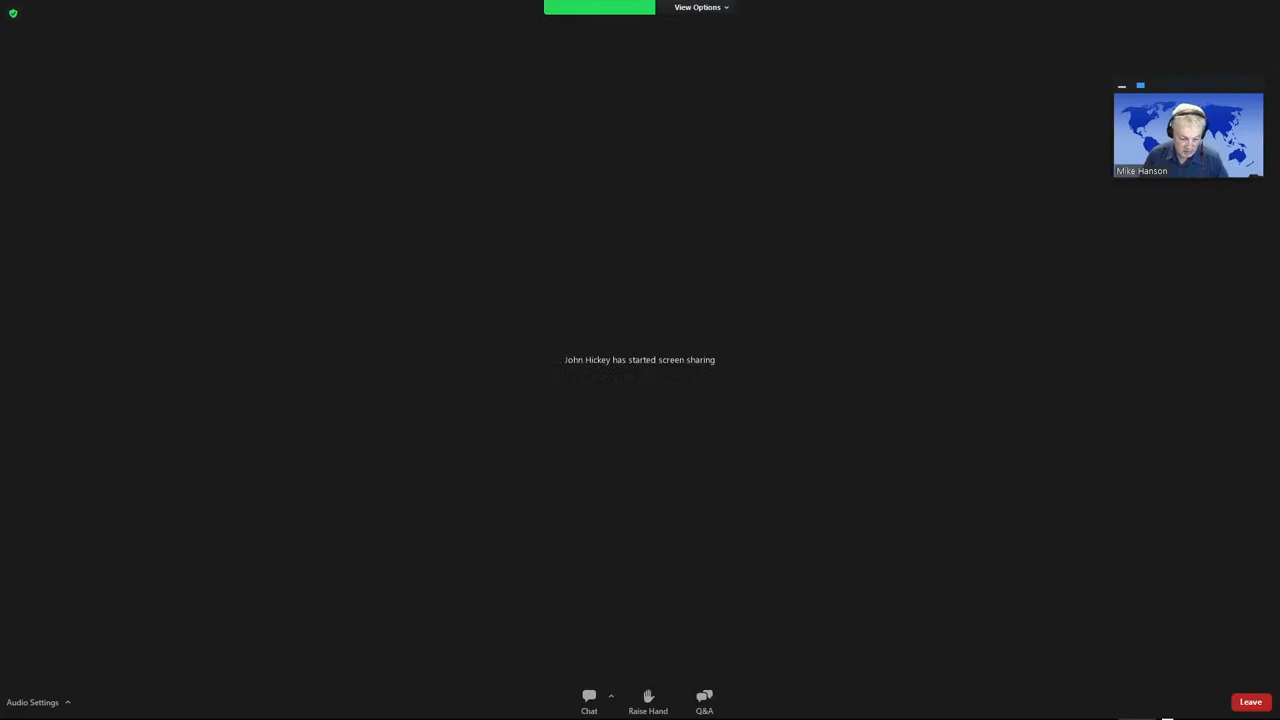 View Options
Mike Hanson
John Hickey has started screen sharing
Audio Settings
Chat
Raise Hand
Q&A
Leave